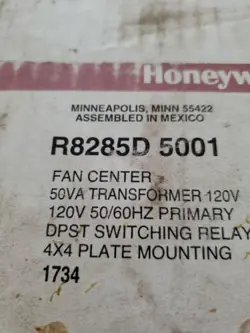 Honeyw
MINNEAPOLIS, MINN 55422
ASSEMBLED IN MEXICO
R8285D 5001
FAN CENTER
50VA TRANSFORMER 120V
120V 50/60HZ PRIMARY
DPST SWITCHING RELAY
4X4 PLATE MOUNTING
1734